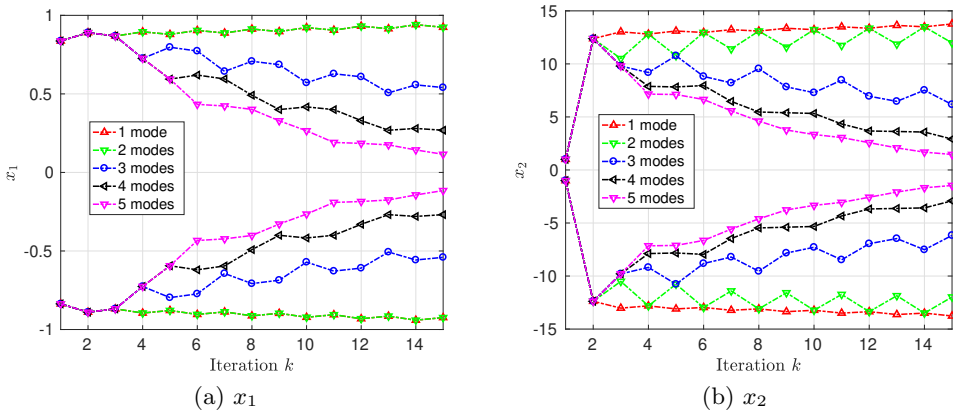 1
0.5
0
-0.5
-1
x1
1 mode
2 modes
3 modes
4 modes
5 modes
2 4 6 8 10 12 14
Iteration k
(a) x1
15
10
5
0
-5
-10
-15
x2
1 mode
2 modes
3 modes
4 modes
5 modes
2 4 6 8 10 12 14
Iteration k
(b) x2